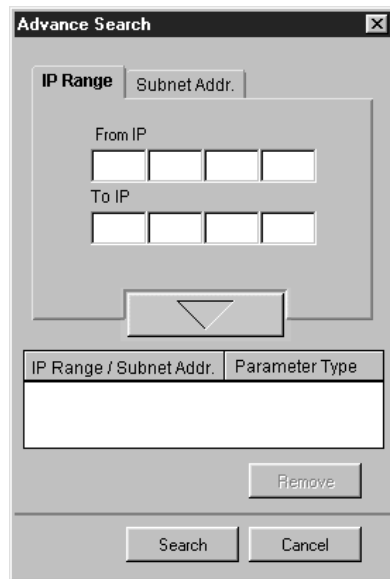 Advance Search
IP Range Subnet Addr.
From IP
To IP
IP Range / Subnet Addr. Parameter Type
Remove
Search Cancel